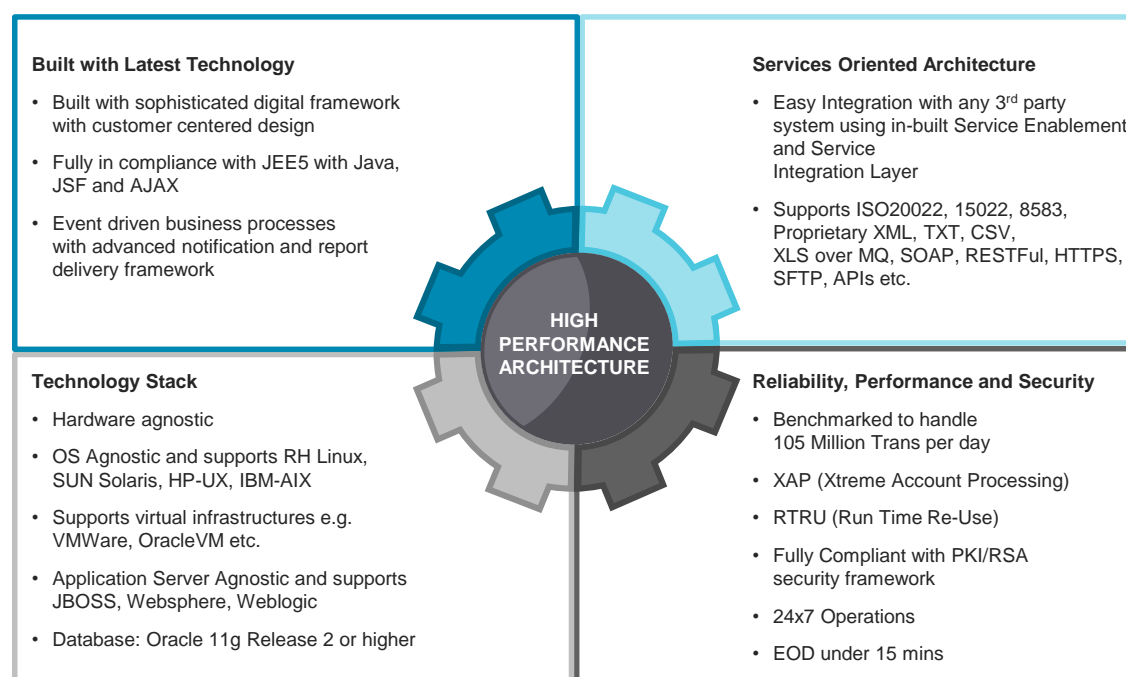 Built with Latest Technology
• Built with sophisticated digital framework
with customer centered design
• Fully in compliance with JEE5 with Java,
JSF and AJAX
• Event driven business processes
with advanced notification and report
delivery framework
Services Oriented Architecture
• Easy Integration with any 3rd party
system using in-built Service Enablement
and Service
Integration Layer
• Supports ISO20022, 15022, 8583,
Proprietary XML, TXT, CSV,
XLS over MQ, SOAP, RESTFul, HTTPS,
SFTP, APIs etc.
HIGH
PERFORMANCE
ARCHITECTURE
Technology Stack
• Hardware agnostic
• OS Agnostic and supports RH Linux,
SUN Solaris, HP-UX, IBM-AIX
• Supports virtual infrastructures e.g.
VMWare, OracleVM etc.
• Application Server Agnostic and supports
JBOSS, Websphere, Weblogic
• Database: Oracle 11g Release 2 or higher
Reliability, Performance and Security
• Benchmarked to handle
105 Million Trans per day
• XAP (Xtreme Account Processing)
• RTRU (Run Time Re-Use)
• Fully Compliant with PKI/RSA
security framework
• 24x7 Operations
• EOD under 15 mins